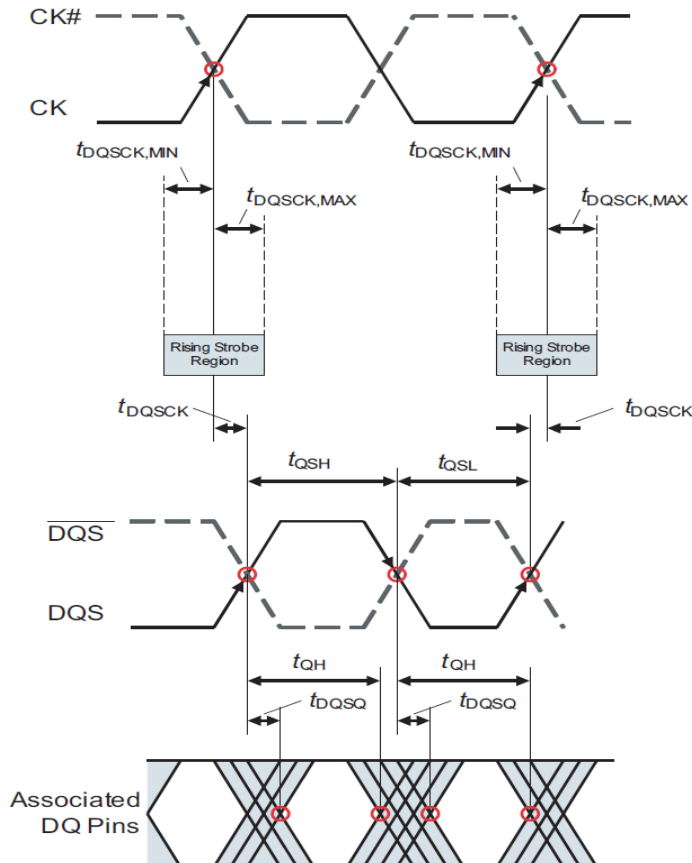 CK#
CK
tDQSCK,MIN
tDQSCK,MIN
tDQSCK,MAX
tDQSCK,MAX
Rising Strobe
Region
Rising Strobe
Region
tDQSCK
tDQSCK
tQSH
tQSL
DQS
DQS
tQH
tQH
tDQSQ
tDQSQ
Associated
DQ Pins